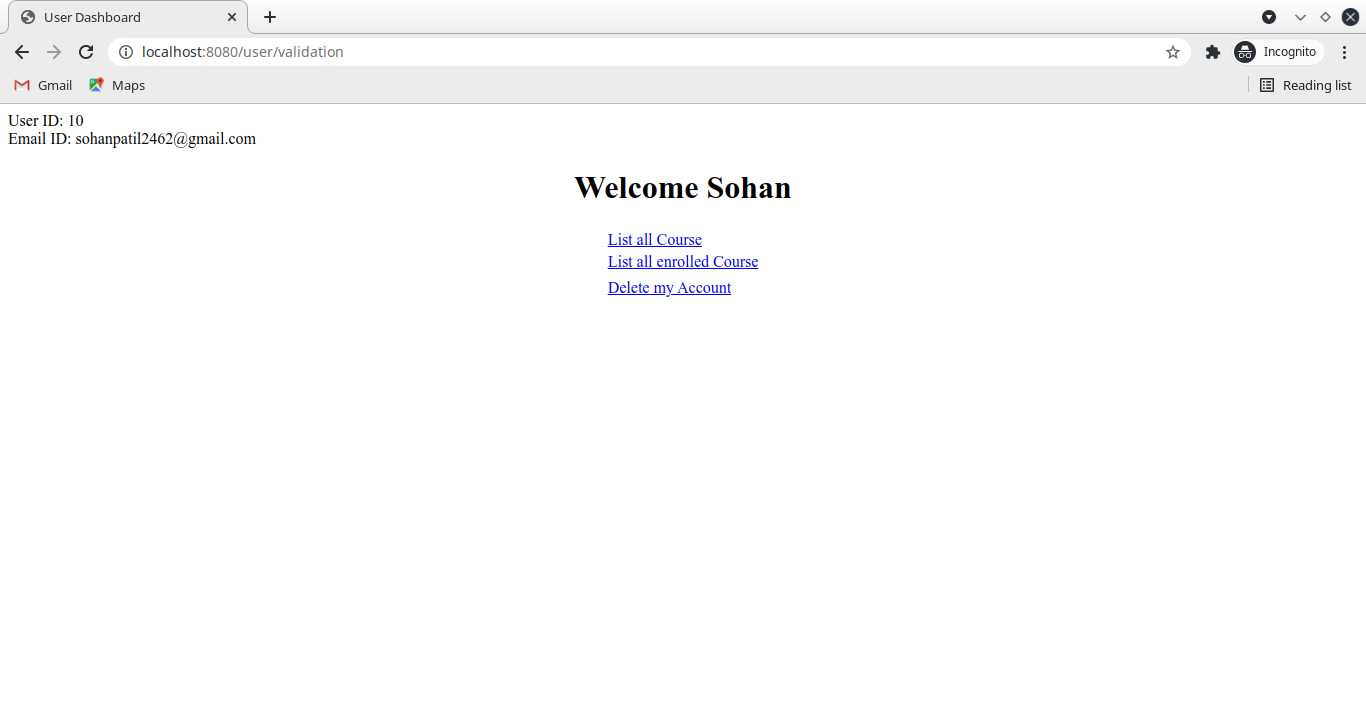 User Dashboard
localhost:8080/user/validation
Incognito
Gmail
Maps
Reading list
User ID: 10
Email ID: sohanpatil2462@gmail.com
Welcome Sohan
List all Course
List all enrolled Course
Delete my Account